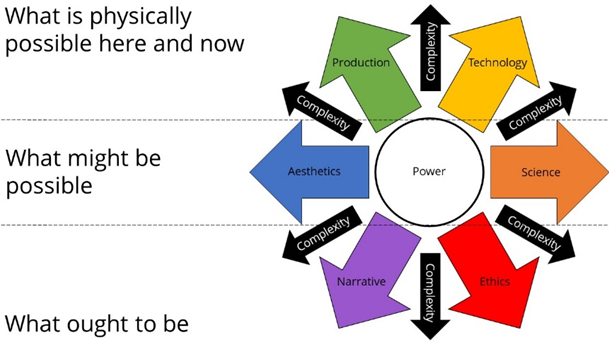 What is physically
possible here and now
Production
Complexity
Technology
Complexity
Complexity
What might be
possible
Aesthetics
Power
Science
Complexity
Complexity
Narrative
Complexity
Ethics
What ought to be